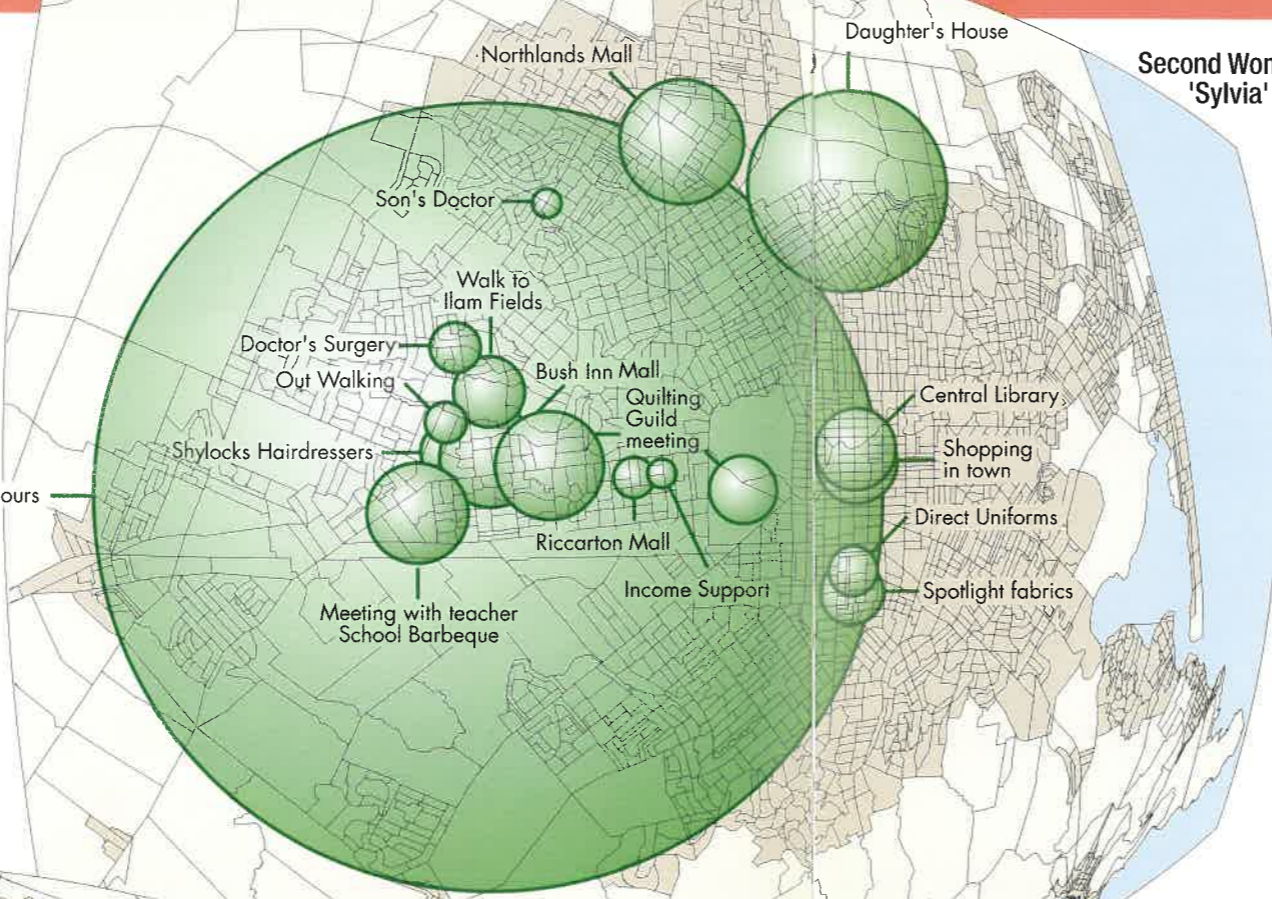 Daughter's House
Northlands Mall
Second
'Sylvia'
Son's Doctor
Walk to
Ilam Fields
Doctor's Surgery
Out Walking
Bush Inn Mall
Quilting
Guild
meeting
Central Library
Shylocks Hairdressers
Shopping
in town
ours
Direct Uniforms
Riccarton Mall
Income Support
Spotlight fabrics
Meeting with teacher
School Barbeque